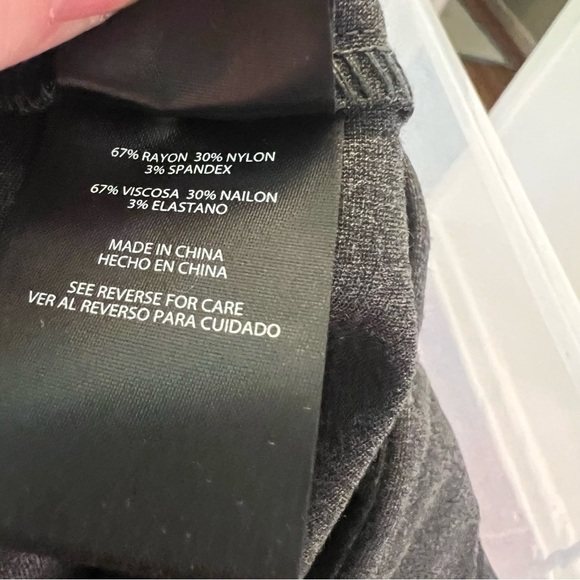 67% RAYON 30% NYLON
3% SPANDEX
67% VISCOSA 30% NAILON
3% ELASTANO
MADE IN CHINA
HECHO EN CHINA
SEE REVERSE FOR CARE
VER AL REVERSO PARA CUIDADO